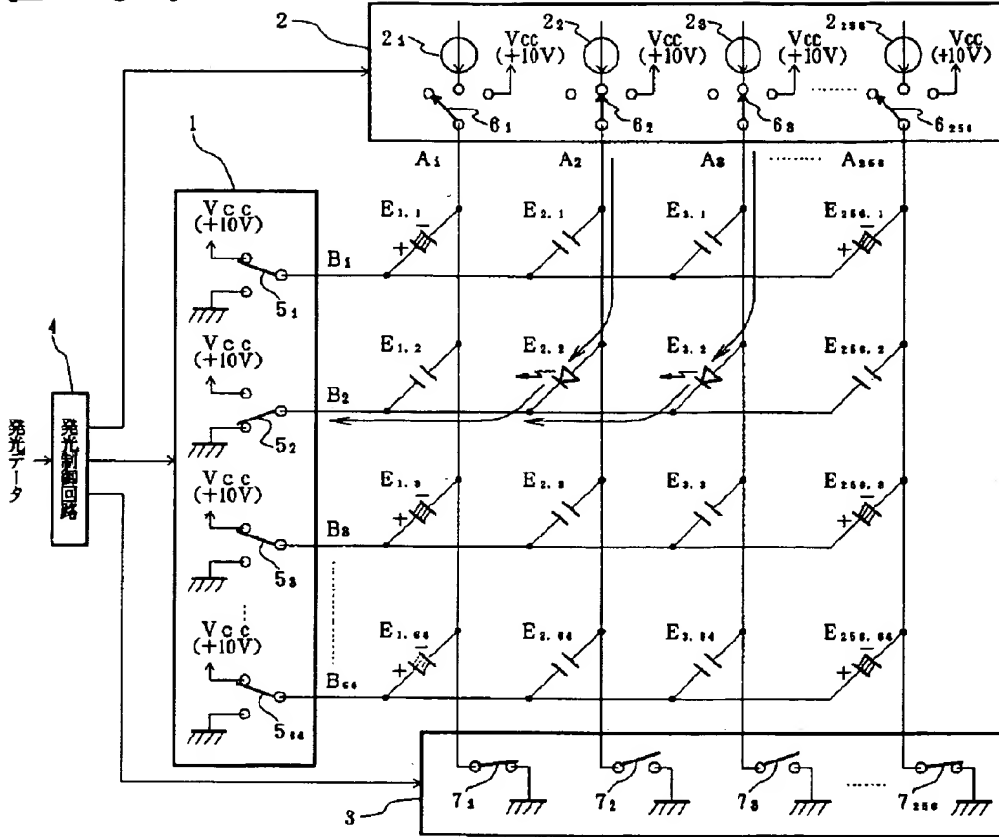 2
2₁
Vcc
(+10V)
2₂
Vcc
(+10V)
2₃
Vcc
(+10V)
2₂₅₆
Vcc
(+10V)
6₁
6₂
6₃
6₂₅₆
A₁
A₂
A₃
A₂₅₆
1
Vcc
(+10V)
5₁
B₁
E₁.₁
+
−
E₂.₁
E₃.₁
E₂₅₆.₁
+
−
4
発光データ
発光制御回路
Vcc
(+10V)
5₂
B₂
E₁.₂
E₂.₂
E₃.₂
E₂₅₆.₂
Vcc
(+10V)
5₃
B₃
E₁.₃
+
−
E₂.₃
E₃.₃
E₂₅₆.₃
+
−
Vcc
(+10V)
5₆₄
B₆₄
E₁.₆₄
+
−
E₂.₆₄
E₃.₆₄
E₂₅₆.₆₄
+
−
3
7₁
7₂
7₃
7₂₅₆